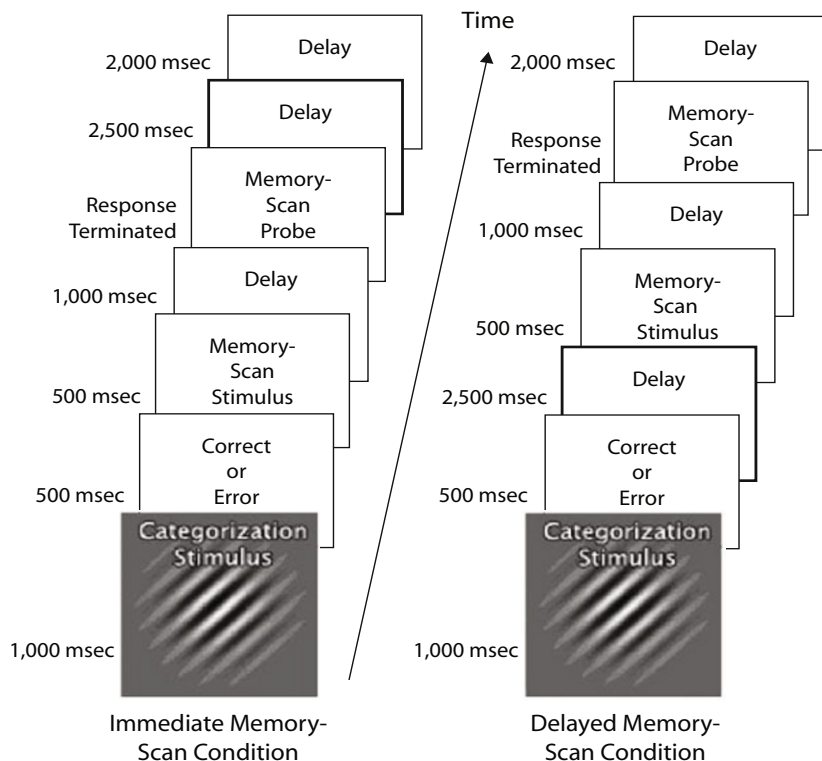 Time
2,000 msec
Delay
2,500 msec
Delay
Response
Terminated
Memory-
Scan
Probe
1,000 msec
Delay
500 msec
Memory-
Scan
Stimulus
500 msec
Correct
or
Error
1,000 msec
Categorization
Stimulus
Immediate Memory-
Scan Condition
2,000 msec
Delay
Response
Terminated
Memory-
Scan
Probe
1,000 msec
Delay
500 msec
Memory-
Scan
Stimulus
2,500 msec
Delay
500 msec
Correct
or
Error
1,000 msec
Categorization
Stimulus
Delayed Memory-
Scan Condition